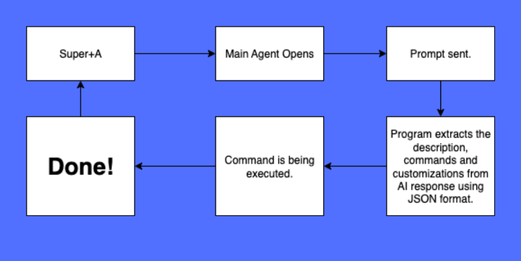 Super+A
Main Agent Opens
Prompt sent.
Program extracts the
description,
commands and
customizations from
AI response using
JSON format.
Command is being
executed.
Done!